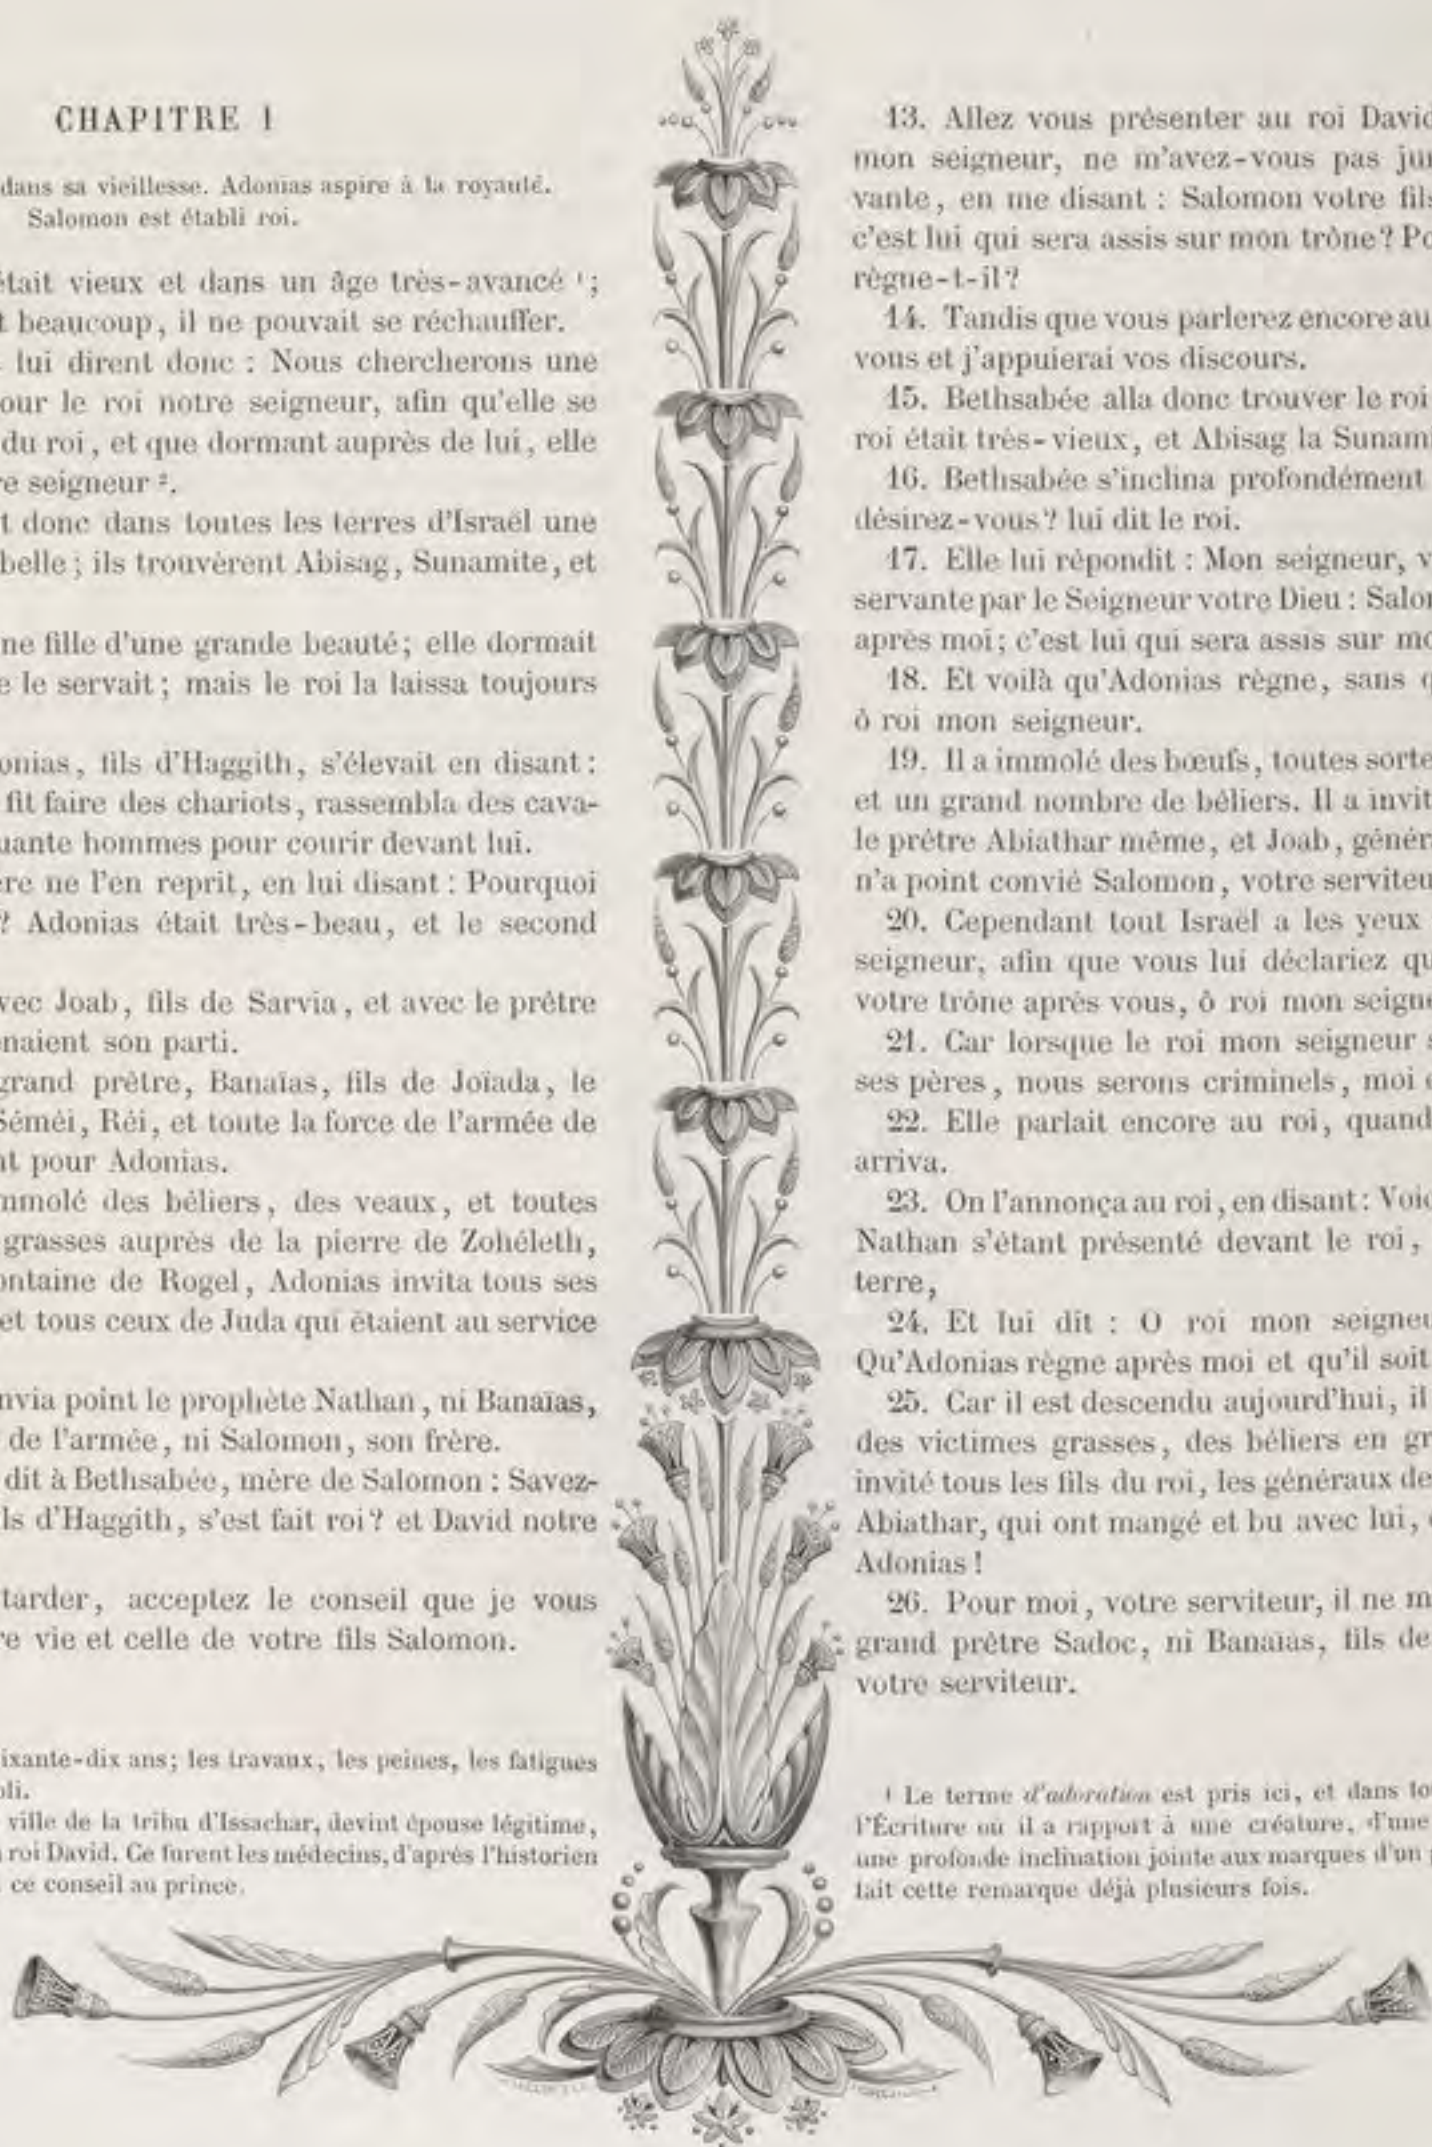 CHAPITRE I
dans sa vieillesse. Adonias aspire à la royauté.
Salomon est établi roi.
était vieux et dans un âge très-avancé ¹;
t beaucoup, il ne pouvait se réchauffer.
lui dirent donc : Nous chercherons une
our le roi notre seigneur, afin qu'elle se
du roi, et que dormant auprès de lui, elle
re seigneur ².
t donc dans toutes les terres d'Israël une
belle ; ils trouvèrent Abisag, Sunamite, et
ne fille d'une grande beauté; elle dormait
e le servait ; mais le roi la laissa toujours
onias, fils d'Haggith, s'élevait en disant :
fit faire des chariots, rassembla des cava-
uante hommes pour courir devant lui.
ère ne l'en reprit, en lui disant : Pourquoi
? Adonias était très-beau, et le second
vec Joab, fils de Sarvia, et avec le prêtre
enaient son parti.
grand prêtre, Banaïas, fils de Joïada, le
Séméi, Réi, et toute la force de l'armée de
nt pour Adonias.
mmolé des béliers, des veaux, et toutes
grasses auprès de la pierre de Zohéleth,
ontaine de Rogel, Adonias invita tous ses
et tous ceux de Juda qui étaient au service
nvia point le prophète Nathan, ni Banaïas,
de l'armée, ni Salomon, son frère.
dit à Bethsabée, mère de Salomon : Savez-
ls d'Haggith, s'est fait roi ? et David notre
tarder, acceptez le conseil que je vous
re vie et celle de votre fils Salomon.
ixante-dix ans; les travaux, les peines, les fatigues
bli.
ville de la tribu d'Issachar, devint épouse légitime,
roi David. Ce furent les médecins, d'après l'historien
ce conseil au prince.
13. Allez vous présenter au roi David
mon seigneur, ne m'avez-vous pas jur
vante, en me disant : Salomon votre fils
c'est lui qui sera assis sur mon trône ? Po
règne-t-il ?
14. Tandis que vous parlerez encore au
vous et j'appuierai vos discours.
15. Bethsabée alla donc trouver le roi
roi était très-vieux, et Abisag la Sunami
16. Bethsabée s'inclina profondément
désirez-vous ? lui dit le roi.
17. Elle lui répondit : Mon seigneur, v
servante par le Seigneur votre Dieu : Salom
après moi ; c'est lui qui sera assis sur mo
18. Et voilà qu'Adonias règne, sans q
ô roi mon seigneur.
19. Il a immolé des bœufs, toutes sorte
et un grand nombre de béliers. Il a invit
le prêtre Abiathar même, et Joab, génér
n'a point convié Salomon, votre serviteu
20. Cependant tout Israël a les yeux
seigneur, afin que vous lui déclariez qu
votre trône après vous, ô roi mon seigne
21. Car lorsque le roi mon seigneur s
ses pères, nous serons criminels, moi e
22. Elle parlait encore au roi, quand
arriva.
23. On l'annonça au roi, en disant : Voic
Nathan s'étant présenté devant le roi,
terre,
24. Et lui dit : O roi mon seigneu
Qu'Adonias règne après moi et qu'il soit
25. Car il est descendu aujourd'hui, il
des victimes grasses, des béliers en gr
invité tous les fils du roi, les généraux de
Abiathar, qui ont mangé et bu avec lui,
Adonias !
26. Pour moi, votre serviteur, il ne m
grand prêtre Sadoc, ni Banaïas, fils de
votre serviteur.
¹ Le terme d'adoration est pris ici, et dans to
l'Écriture où il a rapport à une créature, d'une
une profonde inclination jointe aux marques d'un
fait cette remarque déjà plusieurs fois.